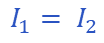 I₁ = I₂